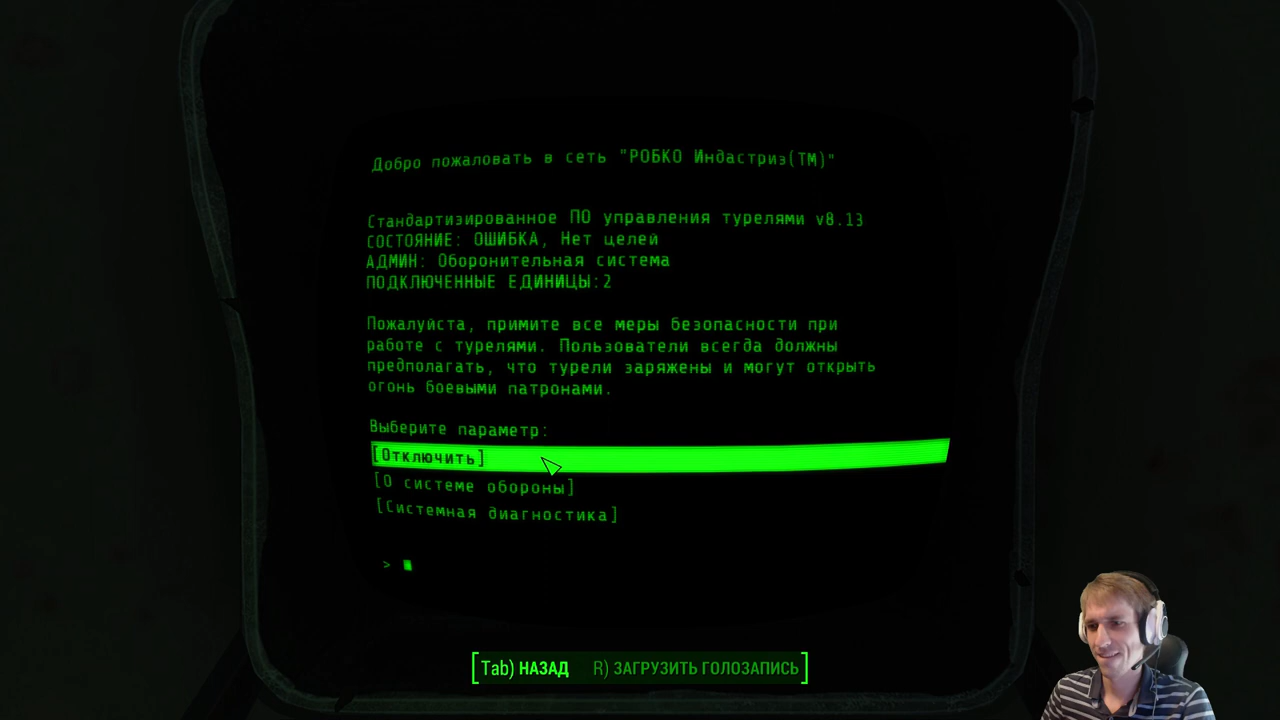 Добро пожаловать в сеть "РОБКО Индастриз(ТМ)"
Стандартизированное ПО управления турелями v8.13
СОСТОЯНИЕ: ОШИБКА, Нет целей
АДМИН: Оборонительная система
ПОДКЛЮЧЕННЫЕ ЕДИНИЦЫ:2
Пожалуйста, примите все меры безопасности при
работе с турелями. Пользователи всегда должны
предполагать, что турели заряжены и могут открыть
огонь боевыми патронами.
Выберите параметр:
[Отключить]
[О системе обороны]
[Системная диагностика]
>
[Tab) НАЗАД R) ЗАГРУЗИТЬ ГОЛОЗАПИСЬ]